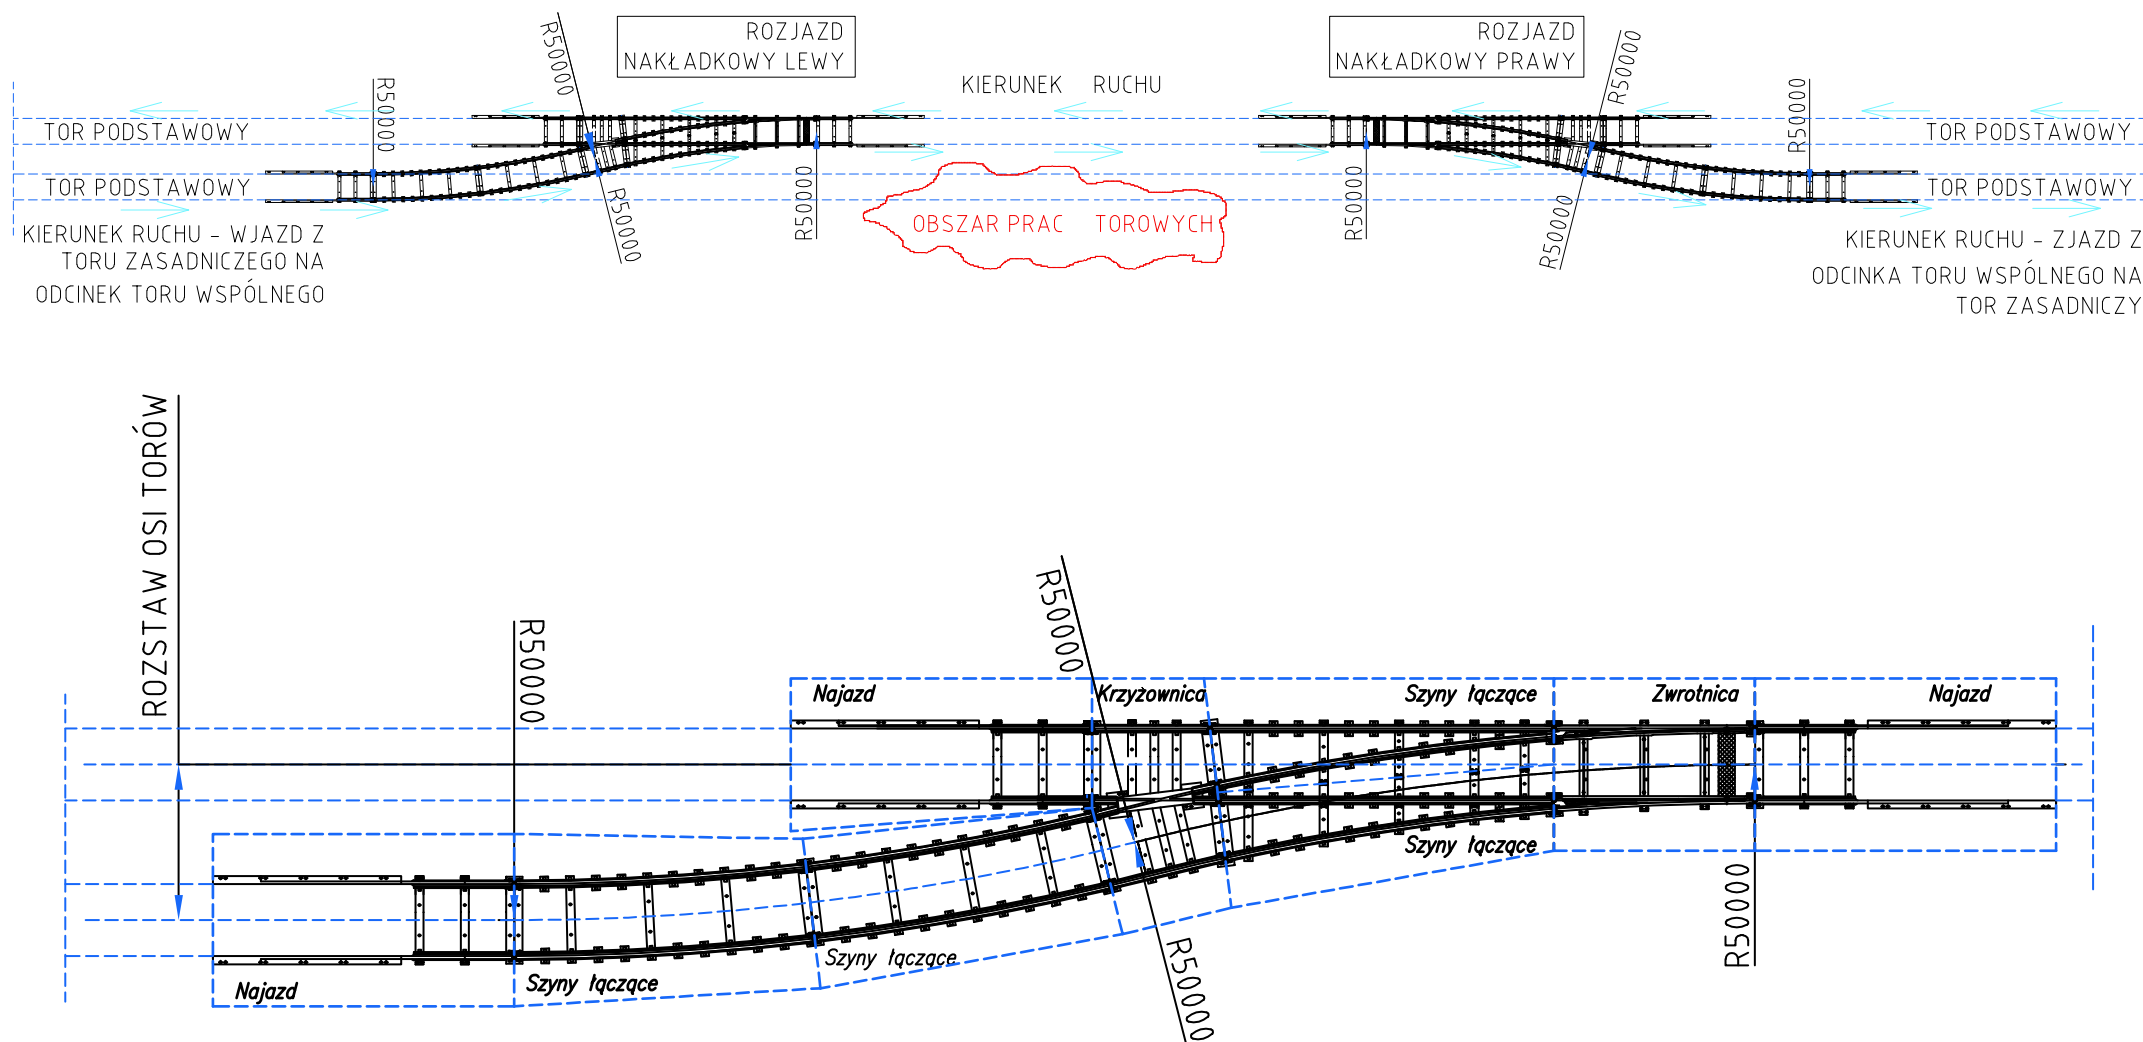 R50000
ROZJAZD
NAKŁADKOWY LEWY
KIERUNEK RUCHU
ROZJAZD
NAKŁADKOWY PRAWY
R50000
R50000
R50000
TOR PODSTAWOWY
TOR PODSTAWOWY
TOR PODSTAWOWY
TOR PODSTAWOWY
R50000
R50000
R50000
R50000
OBSZAR PRAC TOROWYCH
KIERUNEK RUCHU - WJAZD Z
TORU ZASADNICZEGO NA
ODCINEK TORU WSPÓLNEGO
KIERUNEK RUCHU - ZJAZD Z
ODCINKA TORU WSPÓLNEGO NA
TOR ZASADNICZY
ROZSTAW OSI TORÓW
R50000
R50000
Najazd
Krzyżownica
Szyny łączące
Zwrotnica
Najazd
Szyny łączące
R50000
R50000
Szyny łączące
Szyny łączące
Najazd